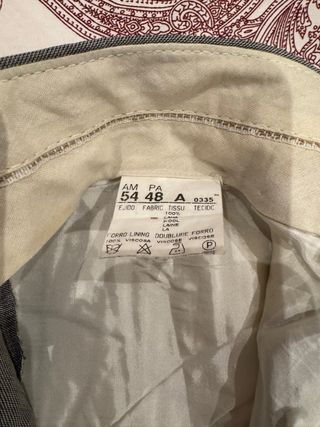 AM PA
54 48 A 0335
TEJIDO FABRIC TISSU TECIDO
100%
LANA
WOOL
LAINE
LA
FORRO LINING DOUBLURE FORRO
100% VISCOSA VISCOSE VISCOSE VISCOSE
P